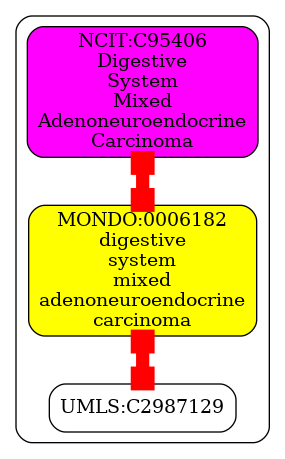 NCIT:C95406
Digestive
System
Mixed
Adenoneuroendocrine
Carcinoma
MONDO:0006182
digestive
system
mixed
adenoneuroendocrine
carcinoma
UMLS:C2987129